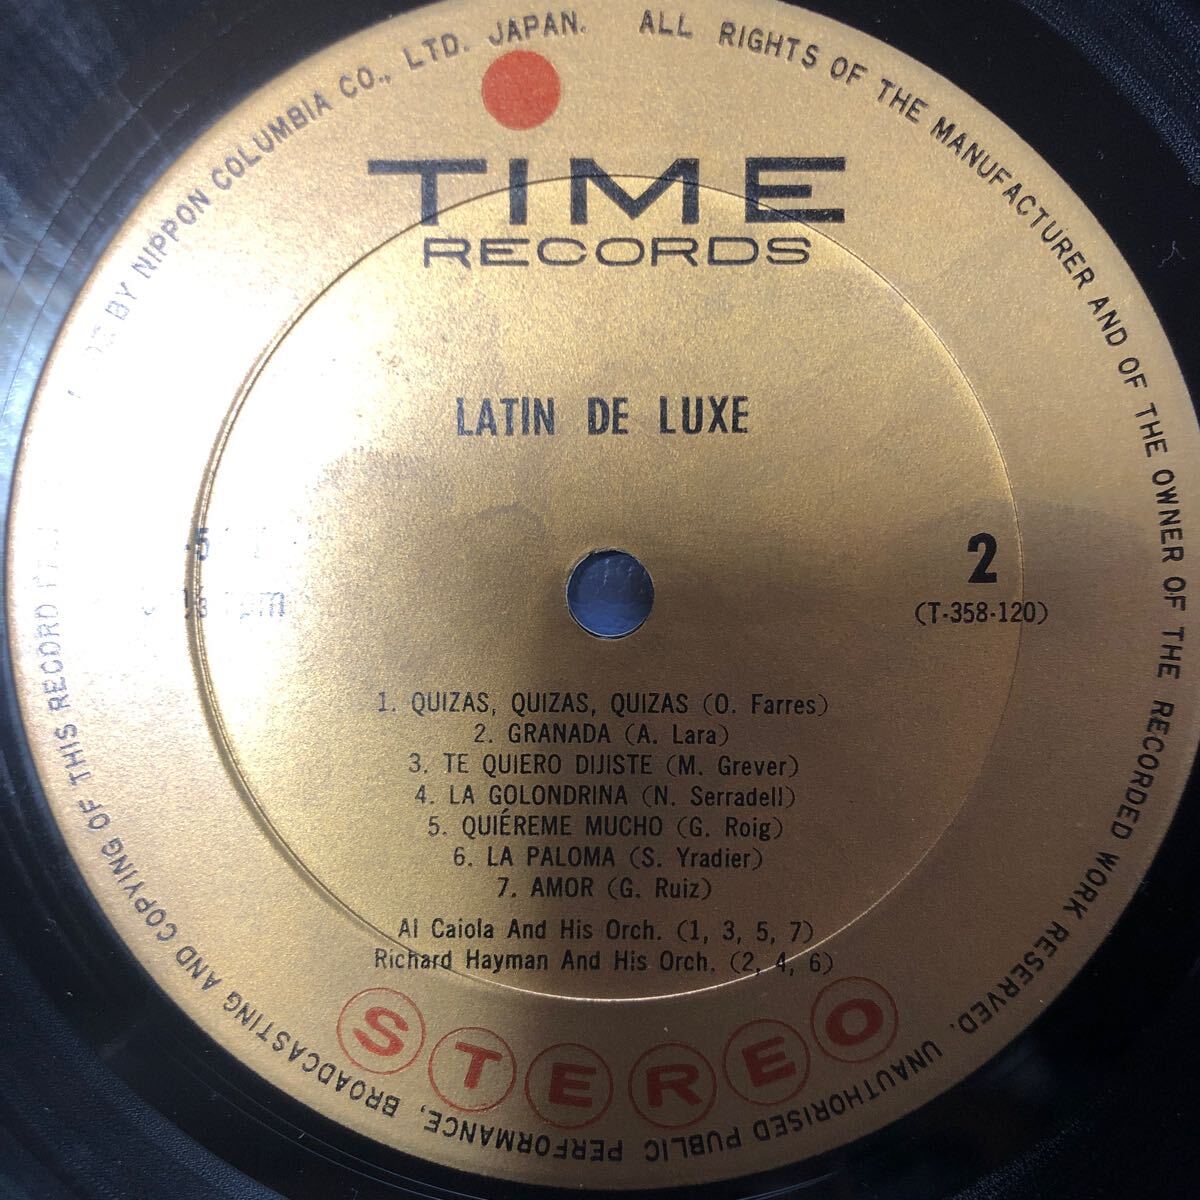 BY NIPPON COLUMBIA CO., LTD. JAPAN. ALL RIGHTS OF THE MANUFACTURER AND OF THE OWNER OF THE RECORDED WORK RESERVED. UNAUTHORISED PUBLIC PERFORMANCE, BROADCASTING AND COPYING OF THIS RECORD
TIME
RECORDS
LATIN DE LUXE
2
rpm
(T-358-120)
1. QUIZAS, QUIZAS, QUIZAS (O. Farres)
2. GRANADA (A. Lara)
3. TE QUIERO DIJISTE (M. Grever)
4. LA GOLONDRINA (N. Serradell)
5. QUIÉREME MUCHO (G. Roig)
6. LA PALOMA (S. Yradier)
7. AMOR (G. Ruiz)
Al Caiola And His Orch. (1, 3, 5, 7)
Richard Hayman And His Orch. (2, 4, 6)
STEREO